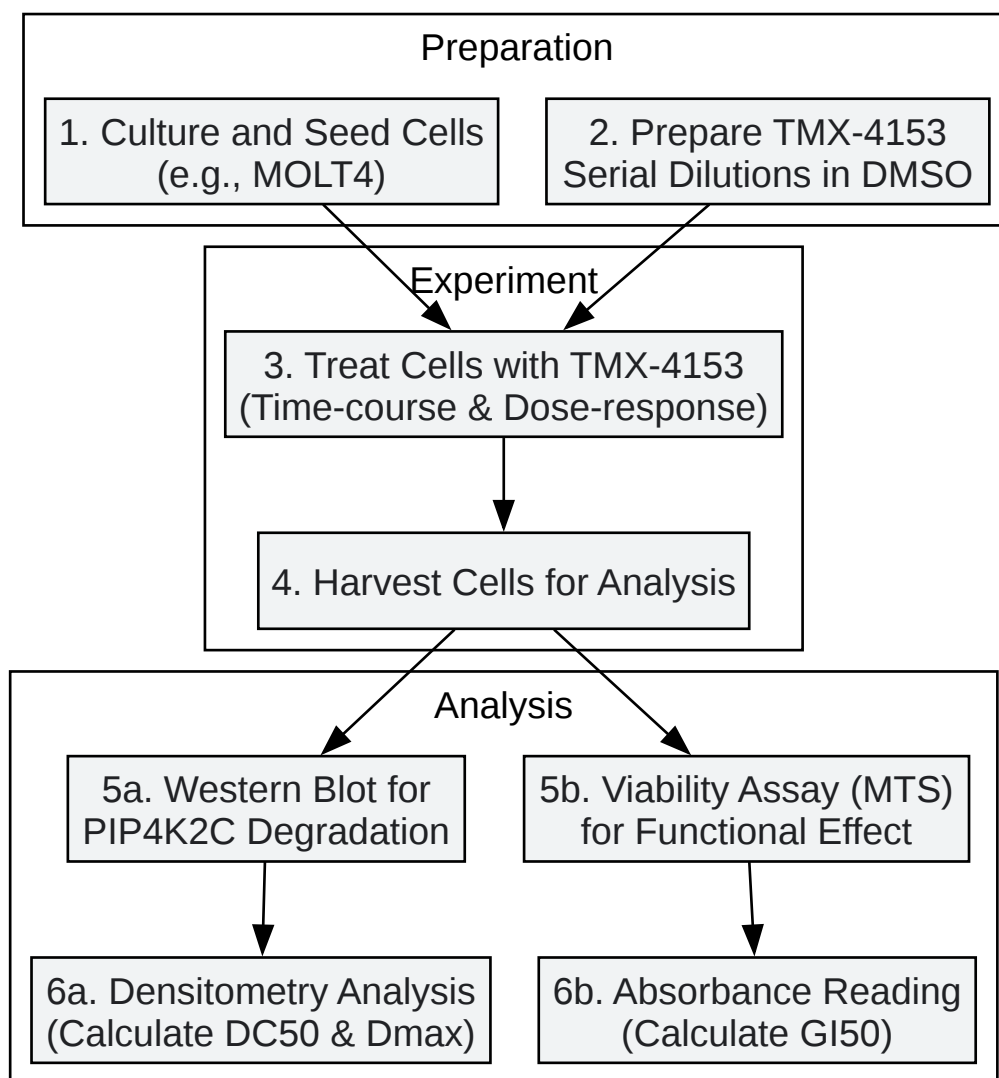 Preparation
1. Culture and Seed Cells
(e.g., MOLT4)
2. Prepare TMX-4153
Serial Dilutions in DMSO
Experiment
3. Treat Cells with TMX-4153
(Time-course & Dose-response)
4. Harvest Cells for Analysis
Analysis
5a. Western Blot for
PIP4K2C Degradation
5b. Viability Assay (MTS)
for Functional Effect
6a. Densitometry Analysis
(Calculate DC50 & Dmax)
6b. Absorbance Reading
(Calculate GI50)